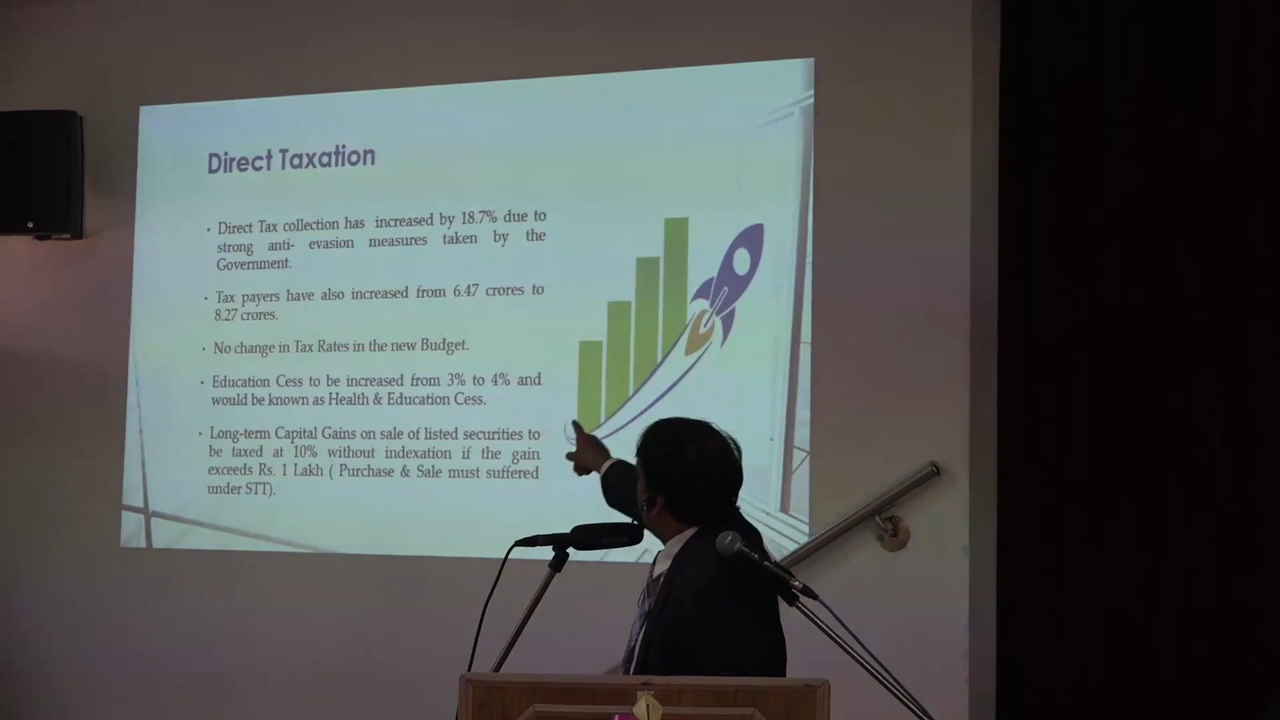 Direct Taxation
• Direct Tax collection has increased by 18.7% due to
strong anti- evasion measures taken by the
Government.
• Tax payers have also increased from 6.47 crores to
8.27 crores.
• No change in Tax Rates in the new Budget.
• Education Cess to be increased from 3% to 4% and
would be known as Health & Education Cess.
• Long-term Capital Gains on sale of listed securities to
be taxed at 10% without indexation if the gain
exceeds Rs. 1 Lakh ( Purchase & Sale must suffered
under STT).